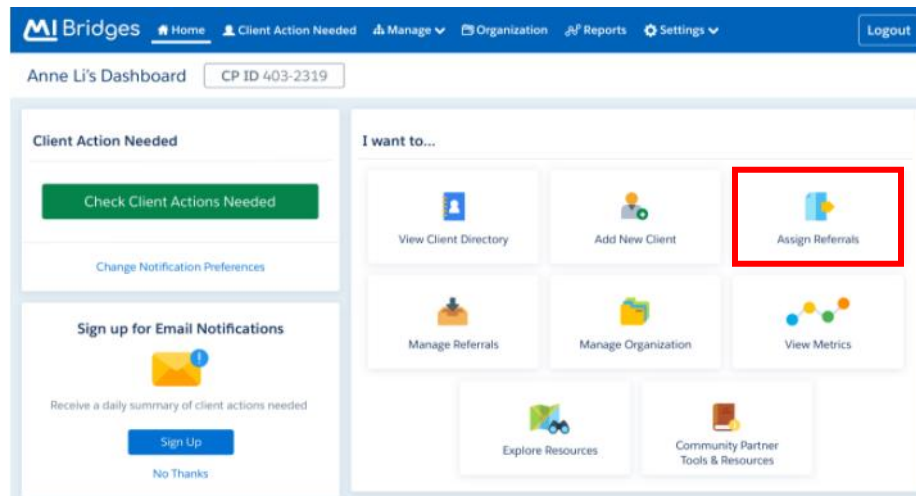 MI Bridges Home Client Action Needed Manage Organization Reports Settings Logout
Anne Li's Dashboard CP ID 403-2319
Client Action Needed
Check Client Actions Needed
Change Notification Preferences
Sign up for Email Notifications
Receive a daily summary of client actions needed
Sign Up
No Thanks
I want to...
View Client Directory
Add New Client
Assign Referrals
Manage Referrals
Manage Organization
View Metrics
Explore Resources
Community Partner
Tools & Resources